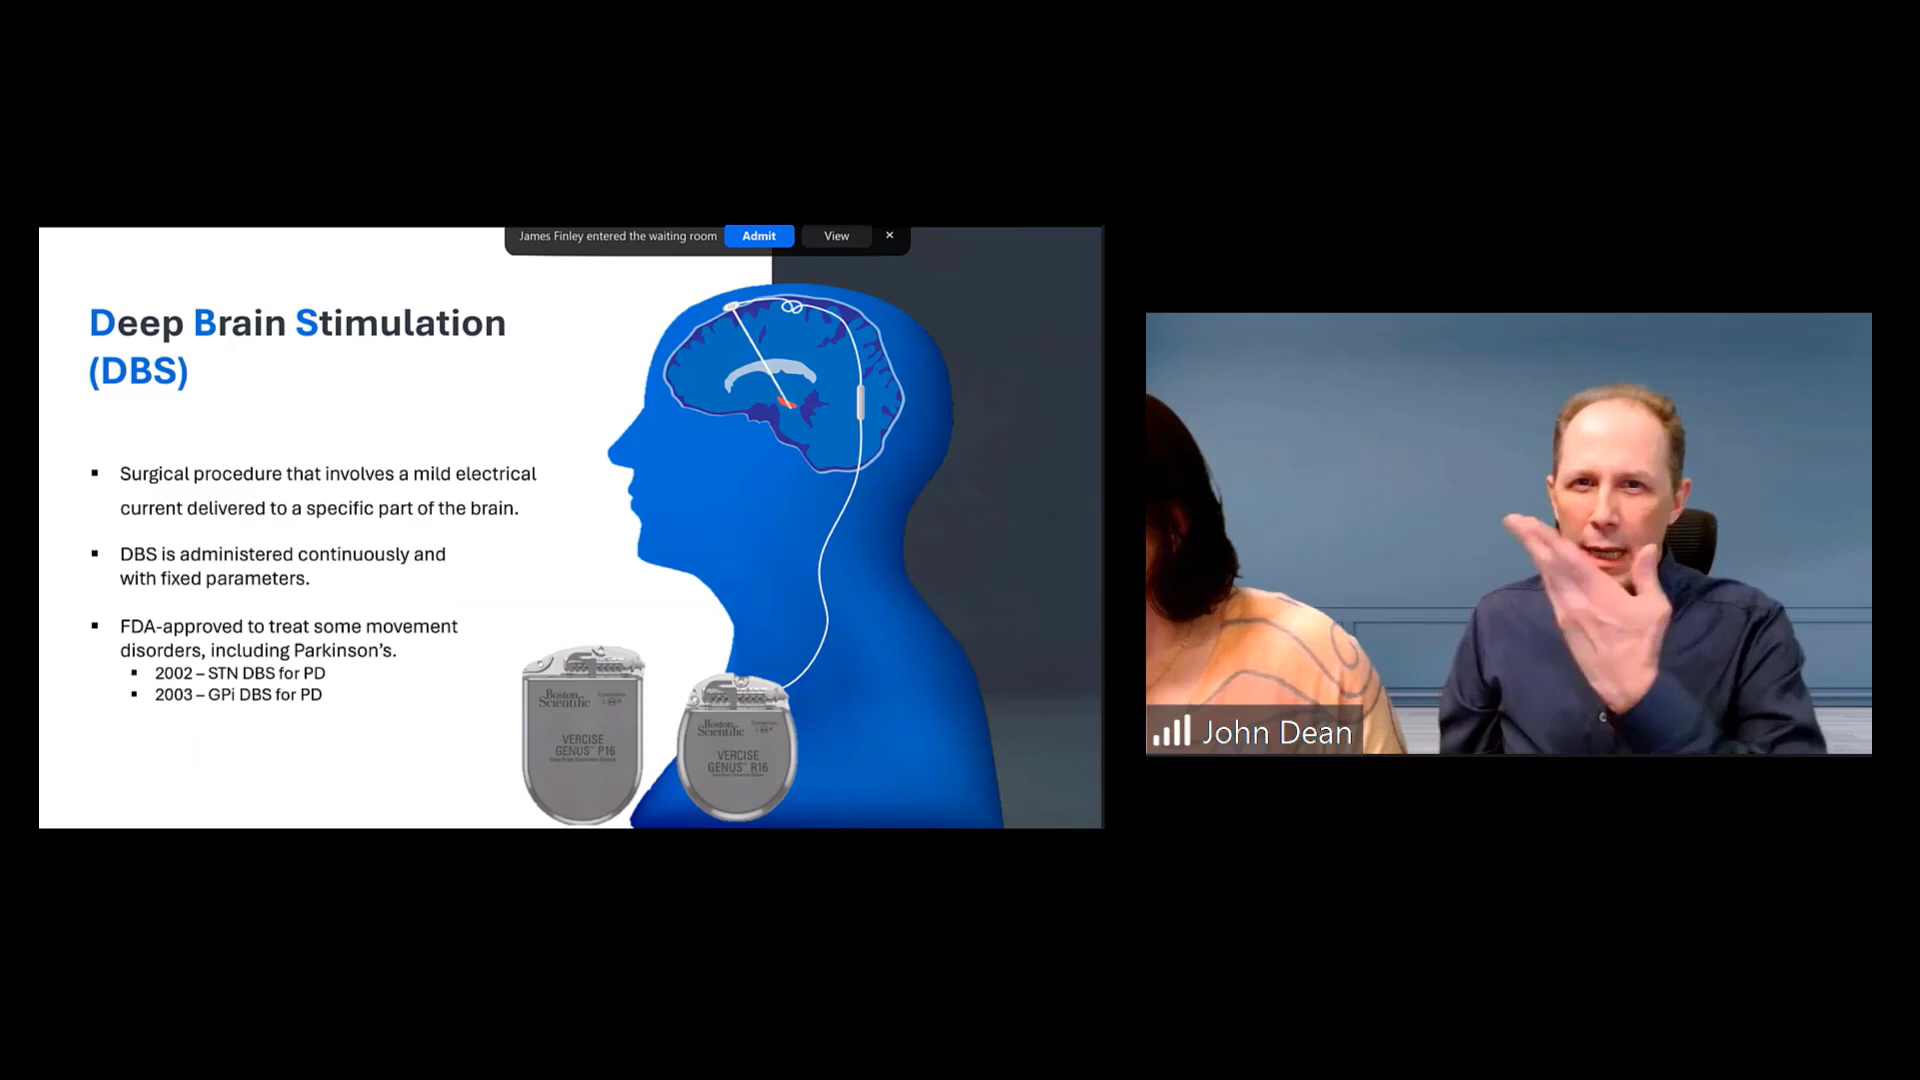 James Finley entered the waiting room Admit View ×
Deep Brain Stimulation
(DBS)
▪ Surgical procedure that involves a mild electrical
current delivered to a specific part of the brain.
▪ DBS is administered continuously and
with fixed parameters.
▪ FDA-approved to treat some movement
disorders, including Parkinson's.
▪ 2002 – STN DBS for PD
▪ 2003 – GPi DBS for PD
Boston
Scientific
VERCISE
GENUS™ P16
Boston
Scientific
VERCISE
GENUS™ R16
John Dean